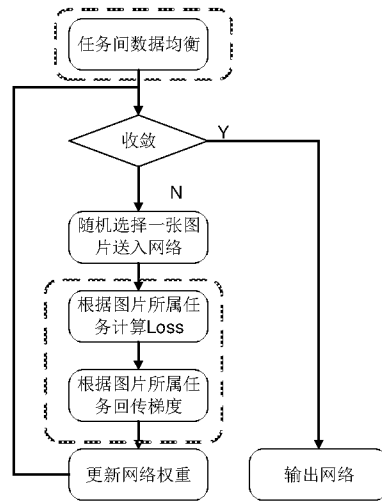 任务间数据均衡
收敛
Y
N
随机选择一张图
片送入网络
根据图片所属任
务计算Loss
根据图片所属任
务回传梯度
更新网络权重
输出网络